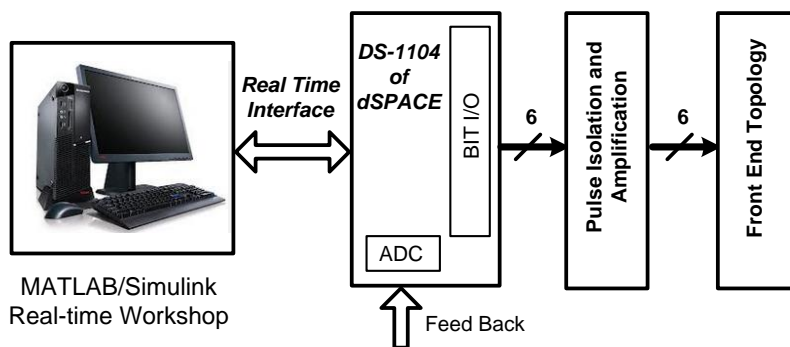 MATLAB/Simulink
Real-time Workshop
Real Time
Interface
DS-1104
of
dSPACE
BIT I/O
ADC
Feed Back
6
Pulse Isolation and
Amplification
6
Front End Topology